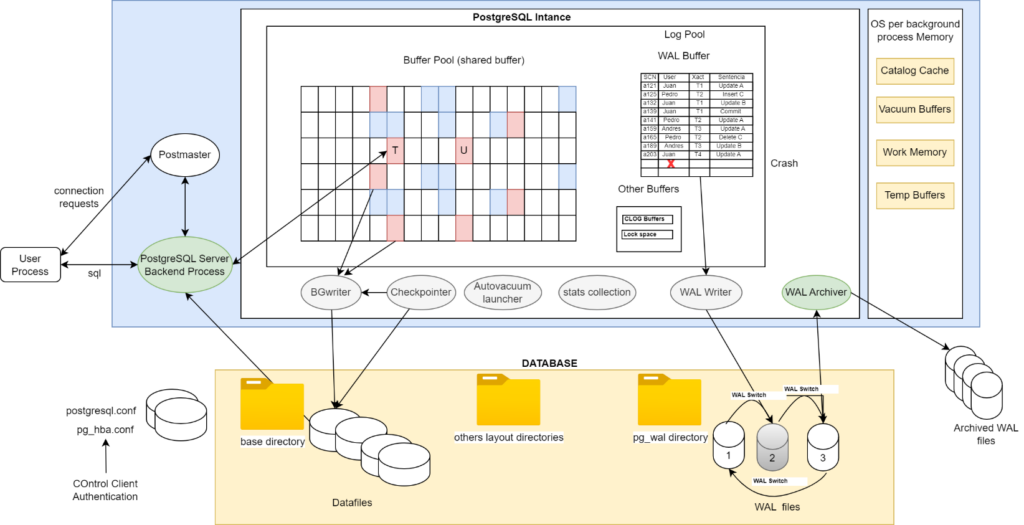 PostgreSQL Intance
Log Pool
OS per background
process Memory
Buffer Pool (shared buffer)
WAL Buffer
SCN User Xact Sentencia
a121 Juan T1 Update A
a125 Pedro T2 Insert C
a132 Juan T1 Update B
a139 Juan T1 Commit
a141 Pedro T2 Update A
a159 Andres T3 Update A
a165 Pedro T2 Delete C
a189 Andres T3 Update B
a203 Juan T4 Update A
X
Catalog Cache
Vacuum Buffers
Work Memory
Temp Buffers
T
U
Crash
Other Buffers
CLOG Buffers
Lock space
Postmaster
connection
requests
User
Process
sql
PostgreSQL Server
Backend Process
BGwriter
Checkpointer
Autovacuum
launcher
stats collection
WAL Writer
WAL Archiver
DATABASE
base directory
others layout directories
pg_wal directory
WAL Switch
WAL Switch
WAL Switch
1
2
3
Datafiles
WAL files
postgresql.conf
pg_hba.conf
COntrol Client
Authentication
Archived WAL
files